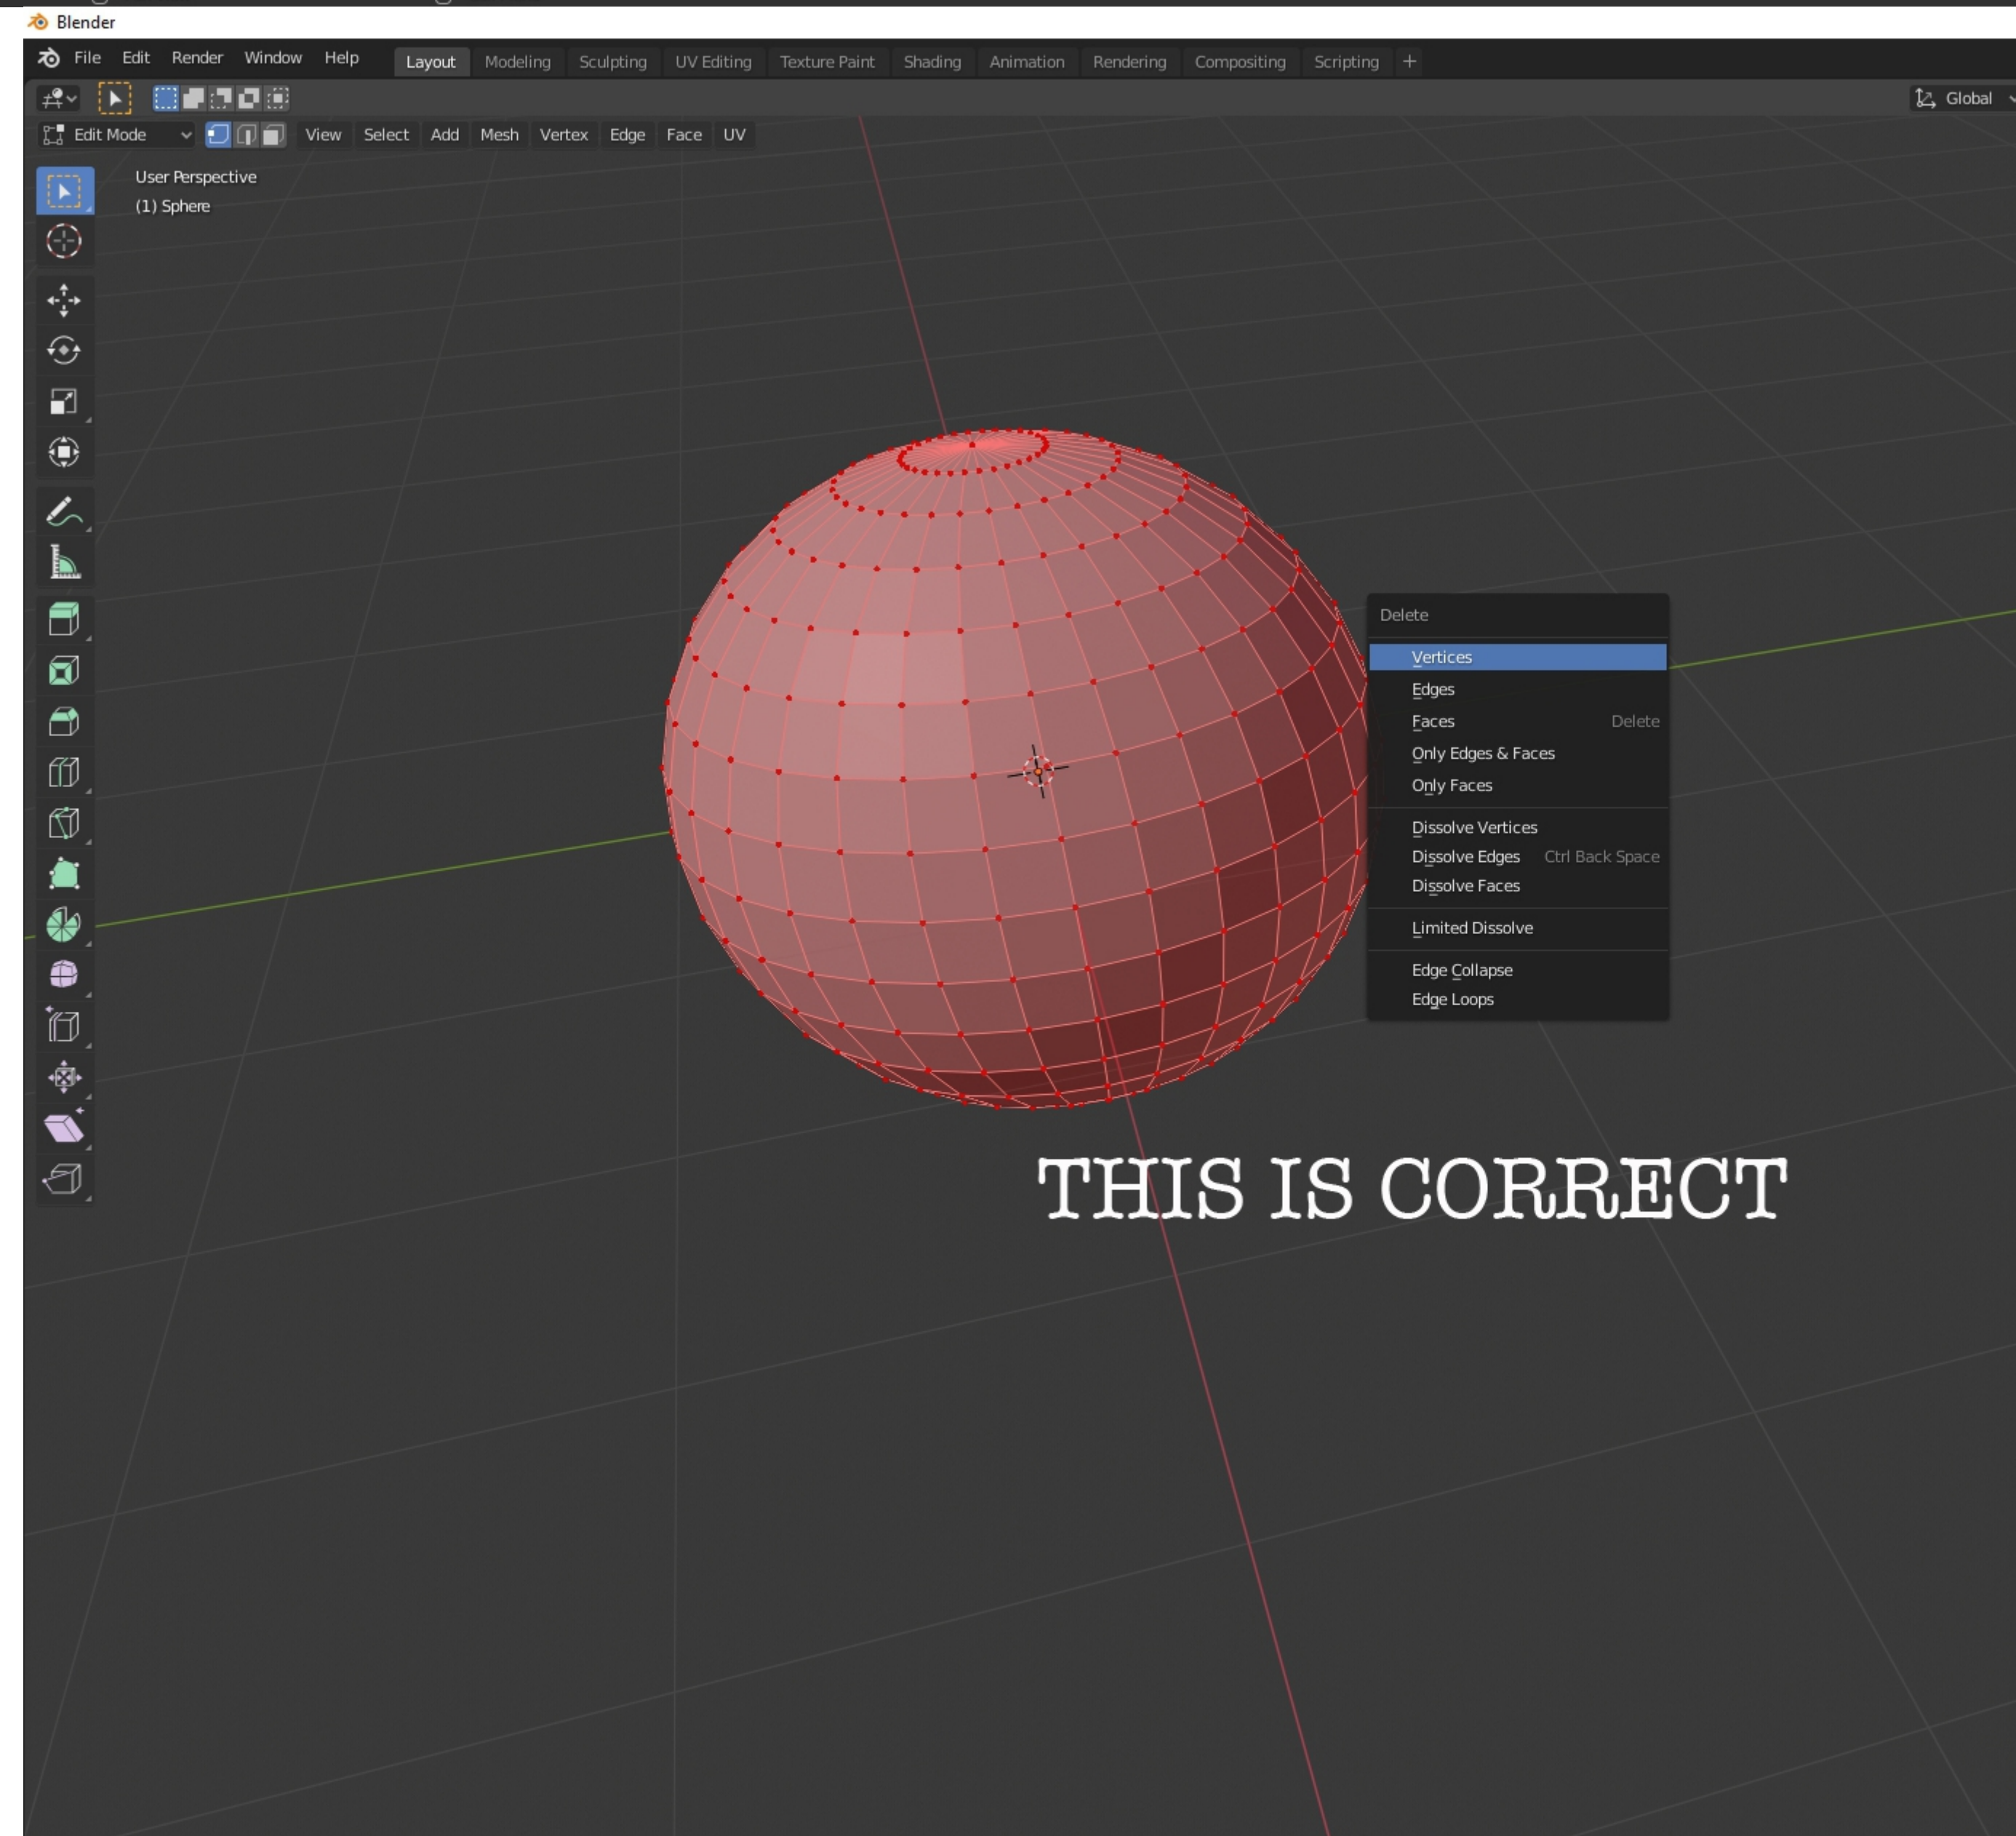 Blender
File Edit Render Window Help Layout Modeling Sculpting UV Editing Texture Paint Shading Animation Rendering Compositing Scripting +
Global
Edit Mode View Select Add Mesh Vertex Edge Face UV
User Perspective
(1) Sphere
Delete
Vertices
Edges
Faces Delete
Only Edges & Faces
Only Faces
Dissolve Vertices
Dissolve Edges Ctrl Back Space
Dissolve Faces
Limited Dissolve
Edge Collapse
Edge Loops
THIS IS CORRECT